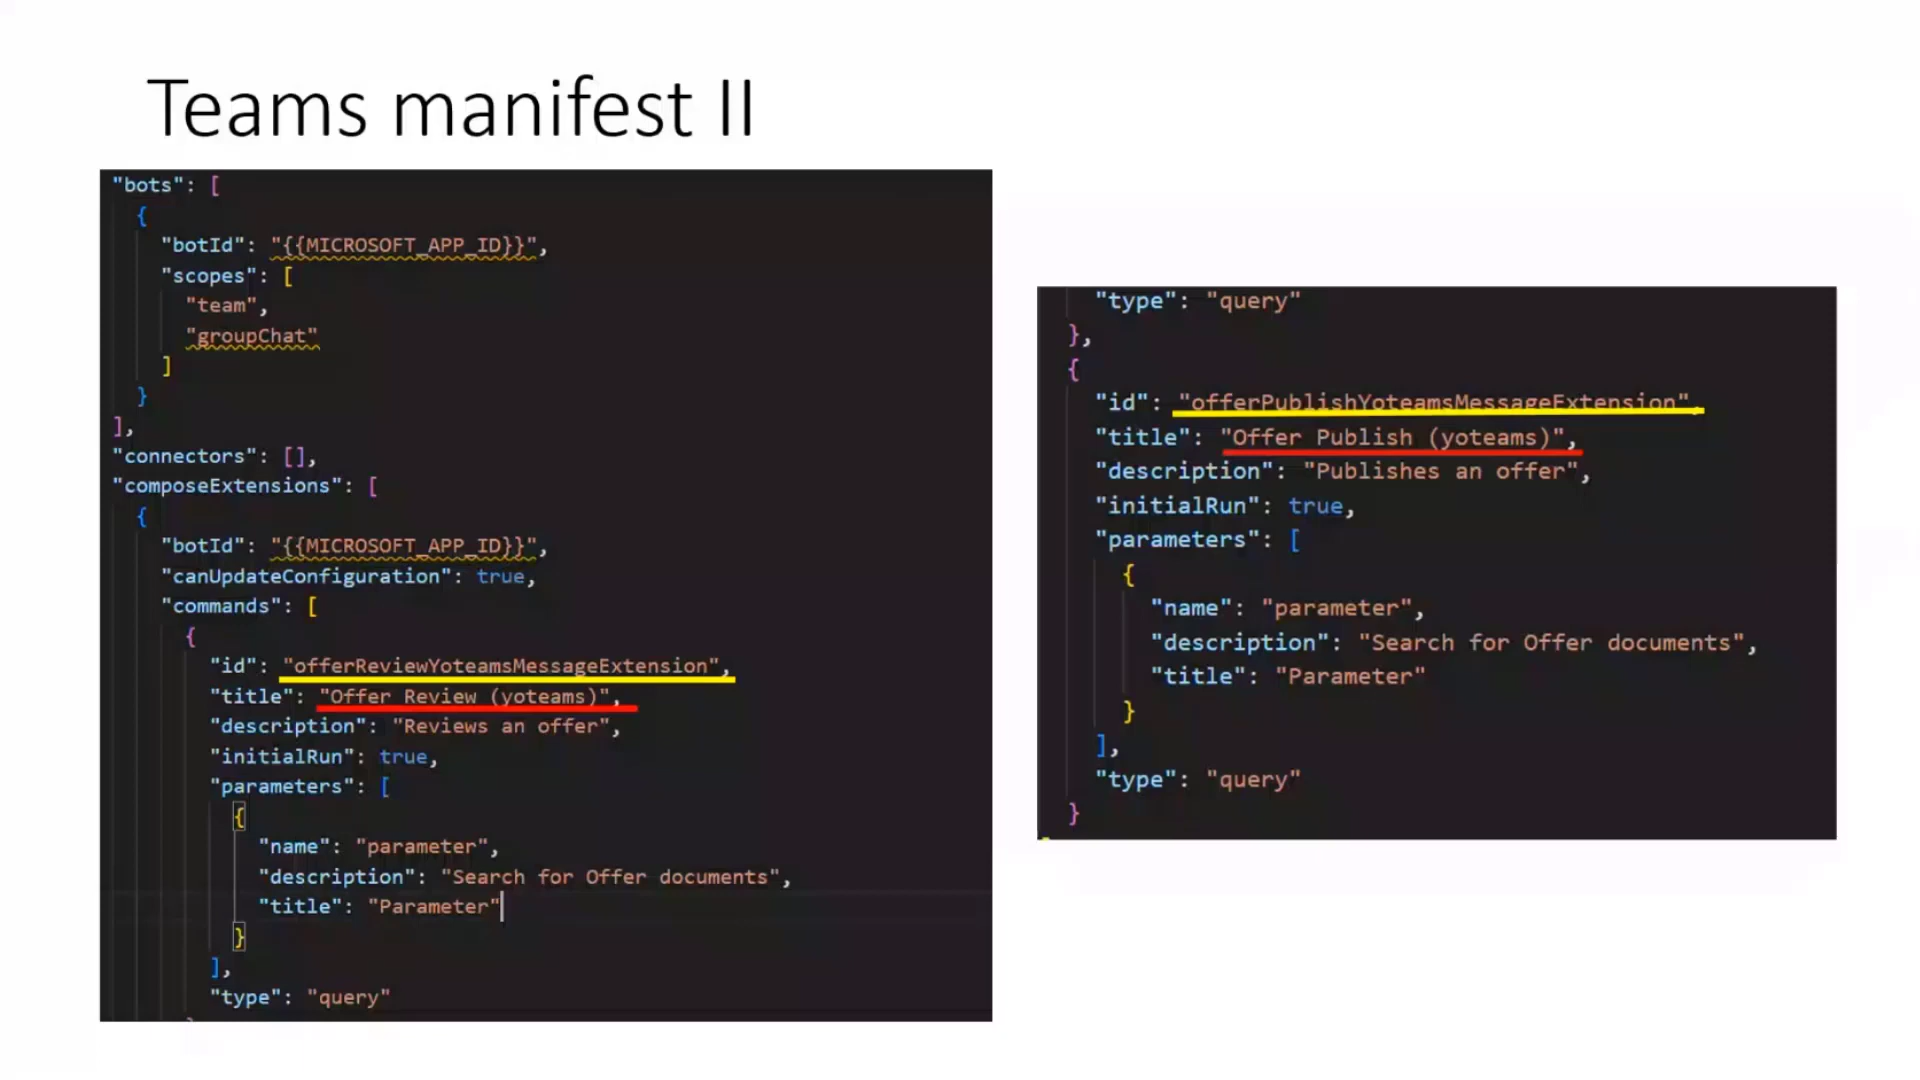 Teams manifest II
"bots": [
{
"botId": "{{MICROSOFT_APP_ID}}",
"scopes": [
"team",
"groupChat"
]
}
],
"connectors": [],
"composeExtensions": [
{
"botId": "{{MICROSOFT_APP_ID}}",
"canUpdateConfiguration": true,
"commands": [
{
"id": "offerReviewYoteamsMessageExtension",
"title": "Offer Review (yoteams)",
"description": "Reviews an offer",
"initialRun": true,
"parameters": [
{
"name": "parameter",
"description": "Search for Offer documents",
"title": "Parameter"
}
],
"type": "query"
"type": "query"
},
{
"id": "offerPublishYoteamsMessageExtension",
"title": "Offer Publish (yoteams)",
"description": "Publishes an offer",
"initialRun": true,
"parameters": [
{
"name": "parameter",
"description": "Search for Offer documents",
"title": "Parameter"
}
],
"type": "query"
}